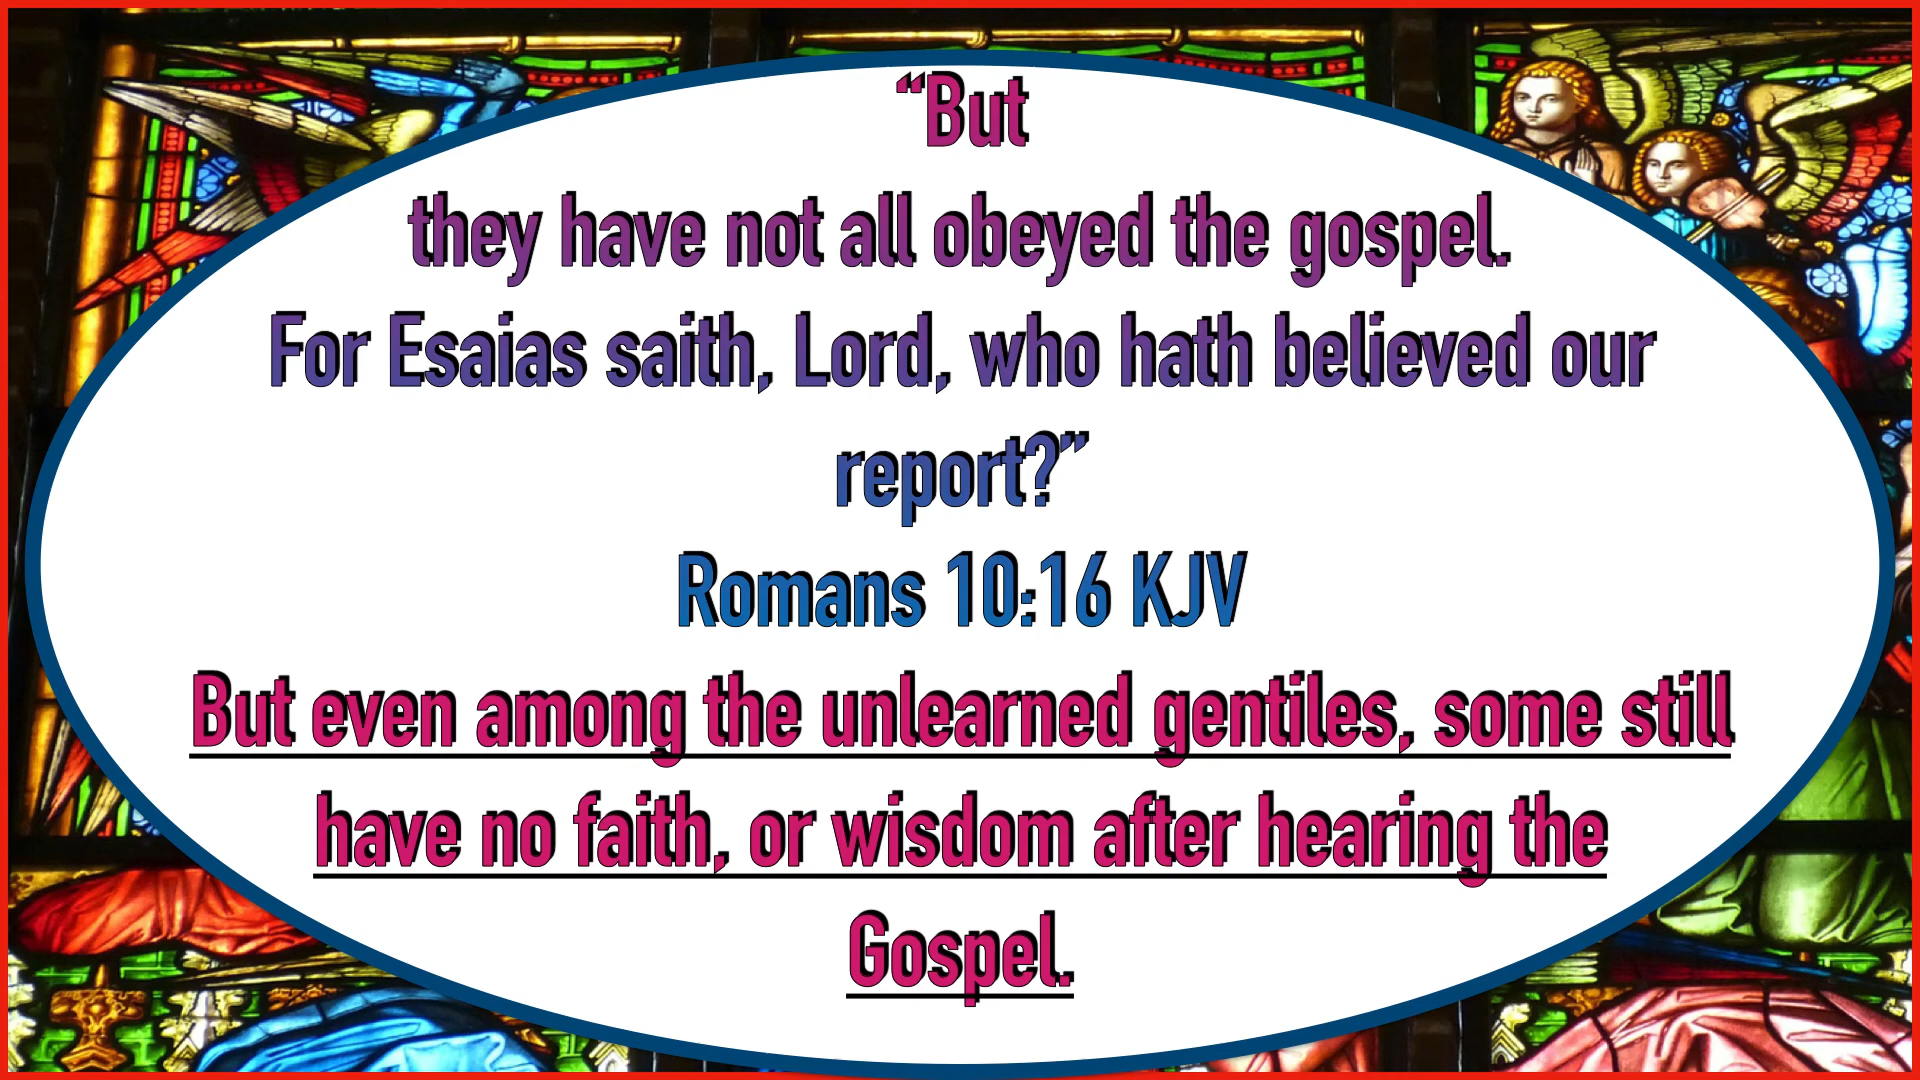 “But
they have not all obeyed the gospel.
For Esaias saith, Lord, who hath believed our
report?”
Romans 10:16 KJV
But even among the unlearned gentiles, some still
have no faith, or wisdom after hearing the
Gospel.